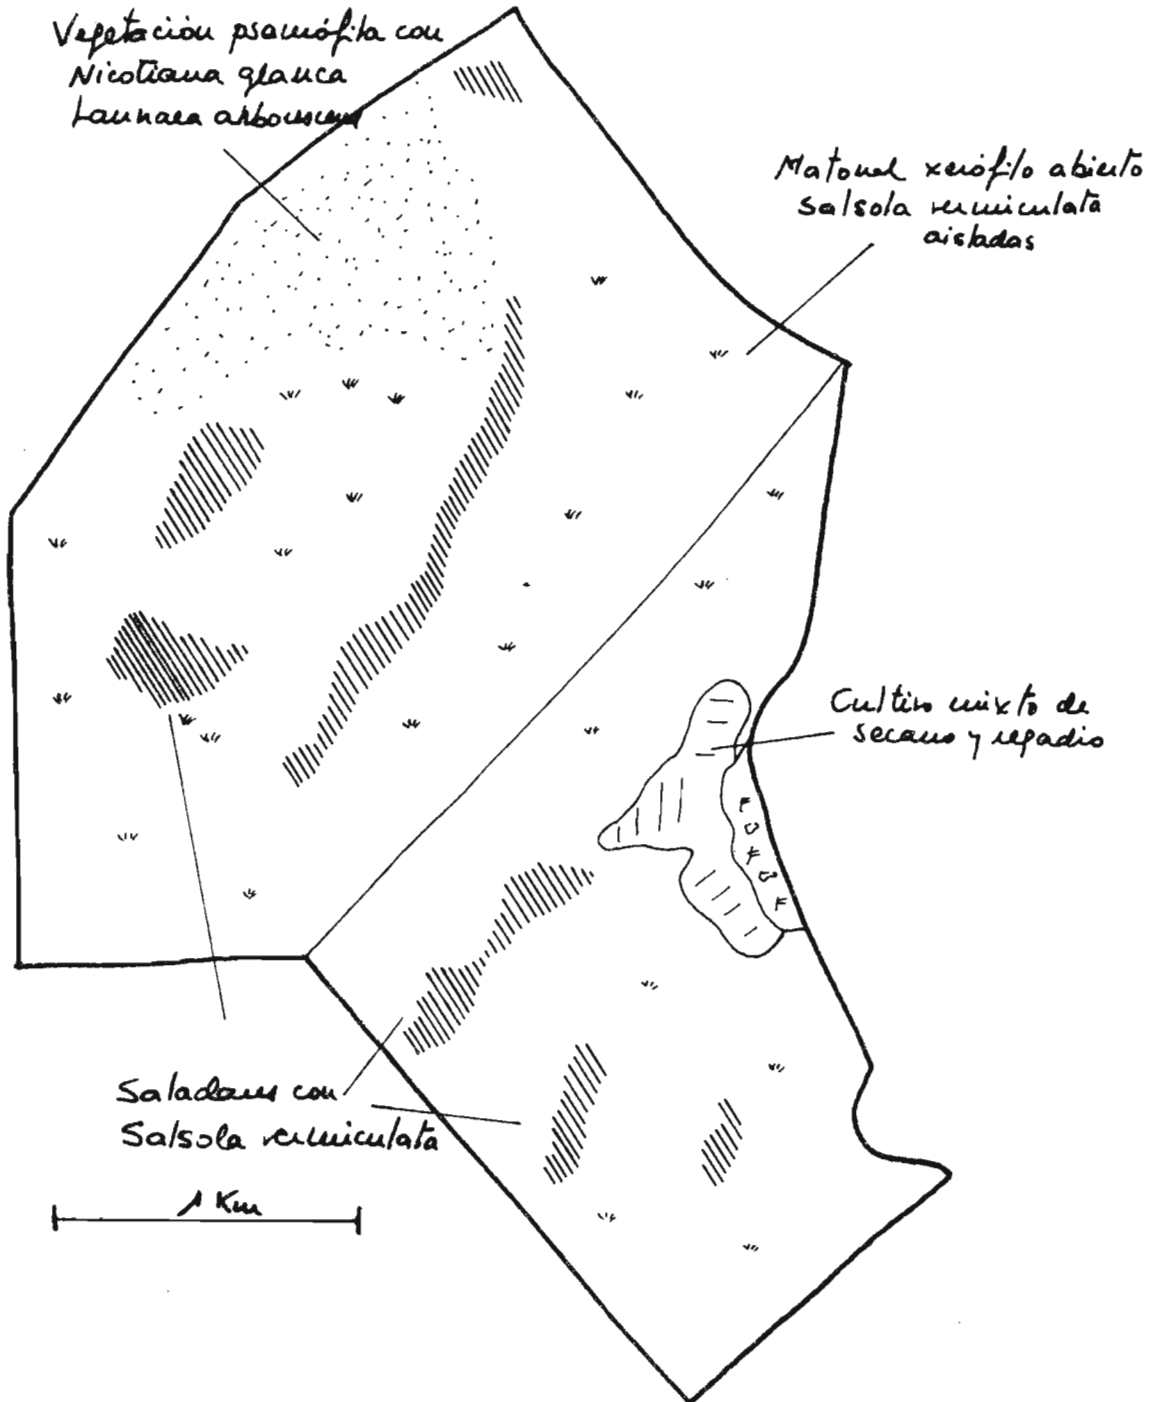 Vegetación psamófila con
Nicotiana glauca
Launaea arborescens
Matorral xerófilo abierto
Salsola vermiculata
aisladas
Cultivo mixto de
secano y regadío
Saladares con
Salsola vermiculata
1 Km